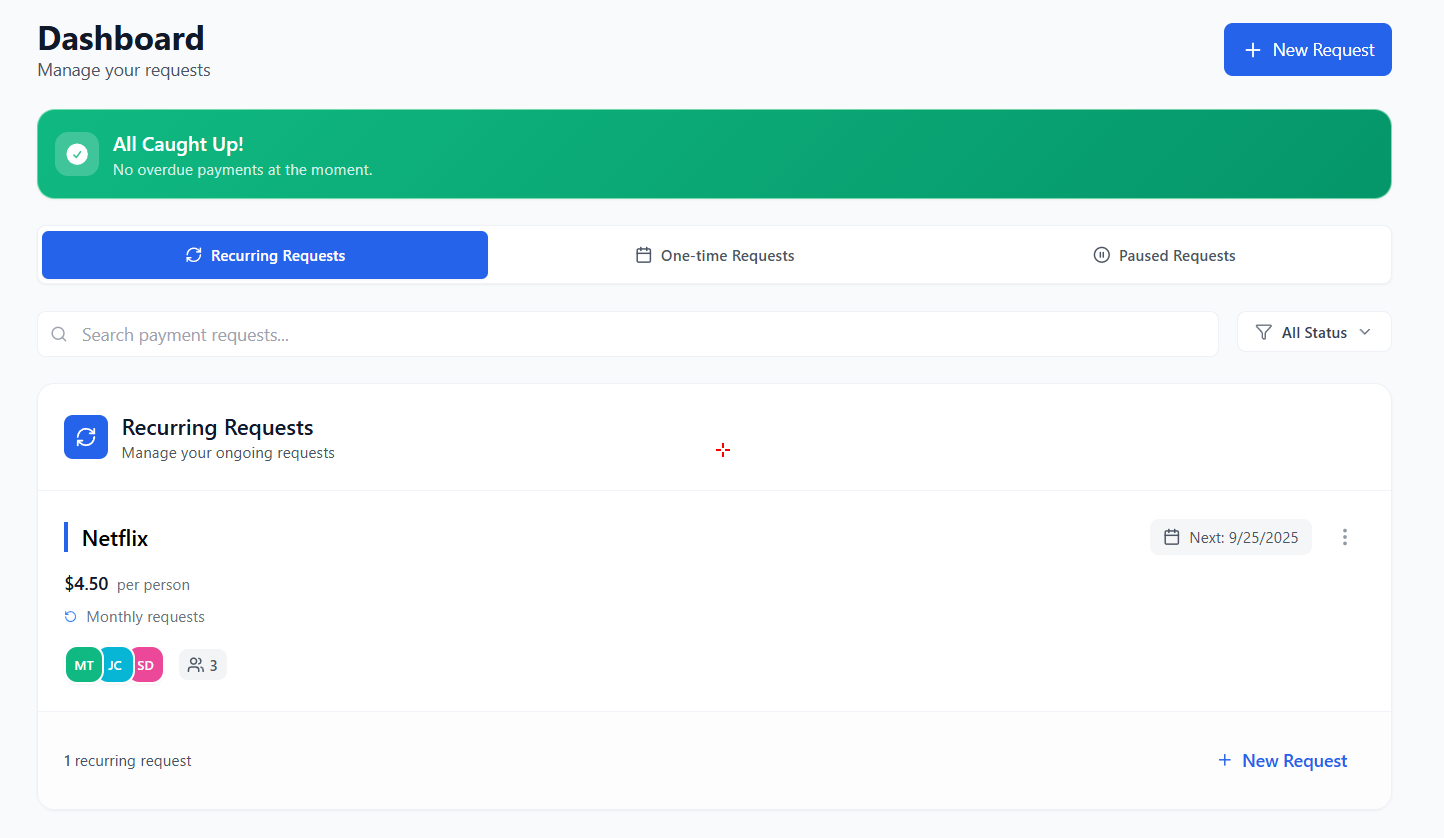 Dashboard
Manage your requests
New Request
All Caught Up!
No overdue payments at the moment.
Recurring Requests
One-time Requests
Paused Requests
Search payment requests...
All Status
Recurring Requests
Manage your ongoing requests
Netflix
Next: 9/25/2025
$4.50 per person
Monthly requests
MT JC SD 3
1 recurring request
New Request